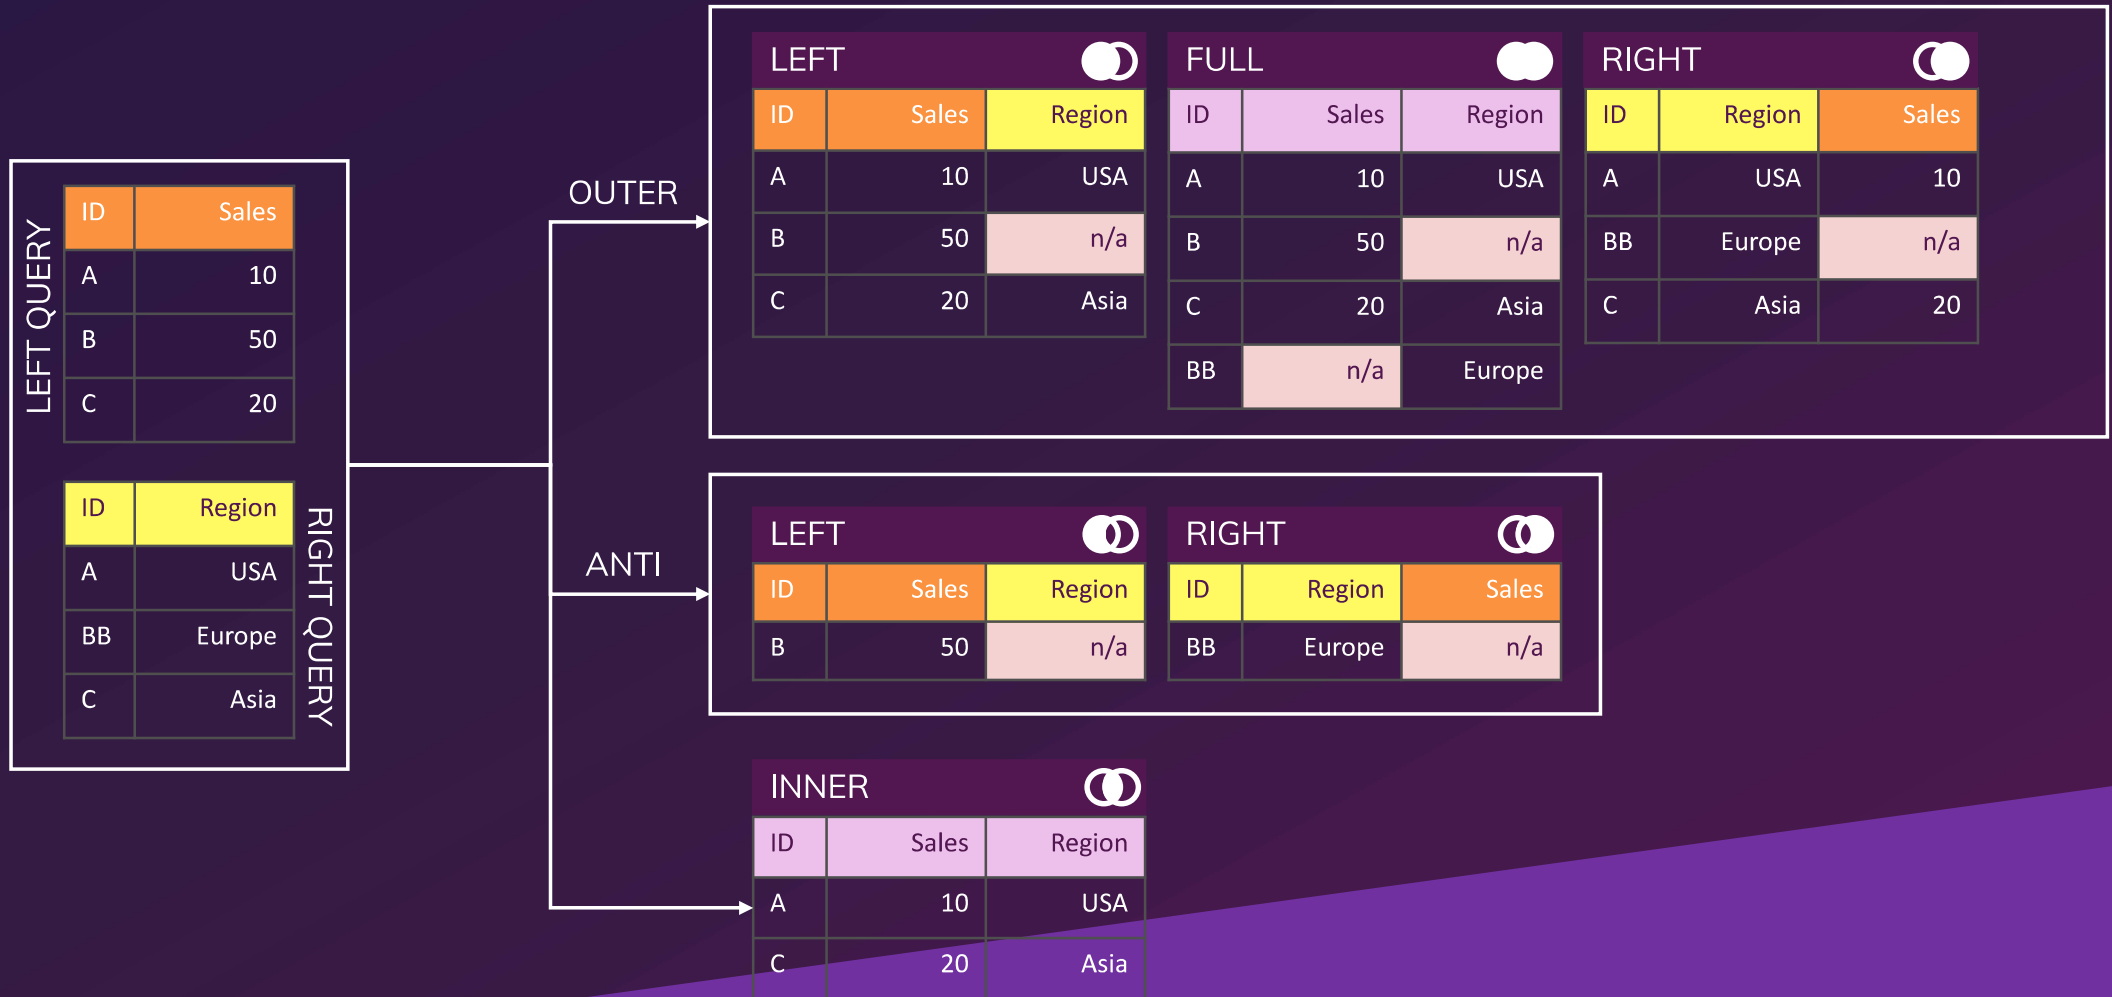 LEFT QUERY
ID Sales
A 10
B 50
C 20
RIGHT QUERY
ID Region
A USA
BB Europe
C Asia
OUTER
LEFT
ID Sales Region
A 10 USA
B 50 n/a
C 20 Asia
FULL
ID Sales Region
A 10 USA
B 50 n/a
C 20 Asia
BB n/a Europe
RIGHT
ID Region Sales
A USA 10
BB Europe n/a
C Asia 20
ANTI
LEFT
ID Sales Region
B 50 n/a
RIGHT
ID Region Sales
BB Europe n/a
INNER
ID Sales Region
A 10 USA
C 20 Asia